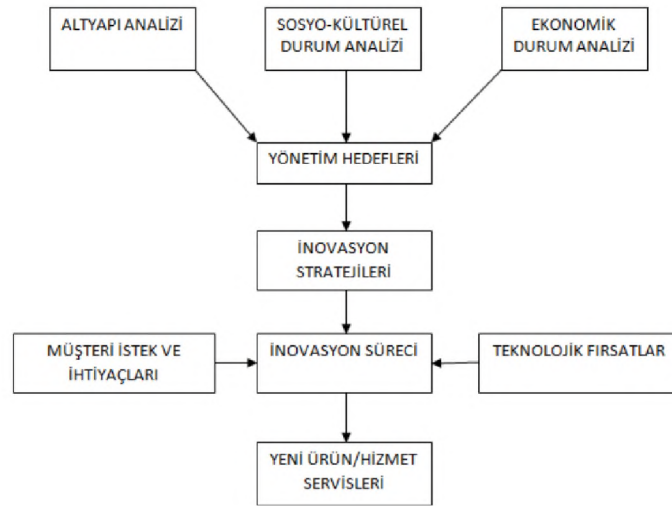 ALTYAPI ANALİZİ
SOSYO-KÜLTÜREL
DURUM ANALİZİ
EKONOMİK
DURUM ANALİZİ
YÖNETİM HEDEFLERİ
İNOVASYON
STRATEJİLERİ
MÜŞTERİ İSTEK VE
İHTİYAÇLARI
İNOVASYON SÜRECİ
TEKNOLOJİK FIRSATLAR
YENİ ÜRÜN/HİZMET
SERVİSLERİ